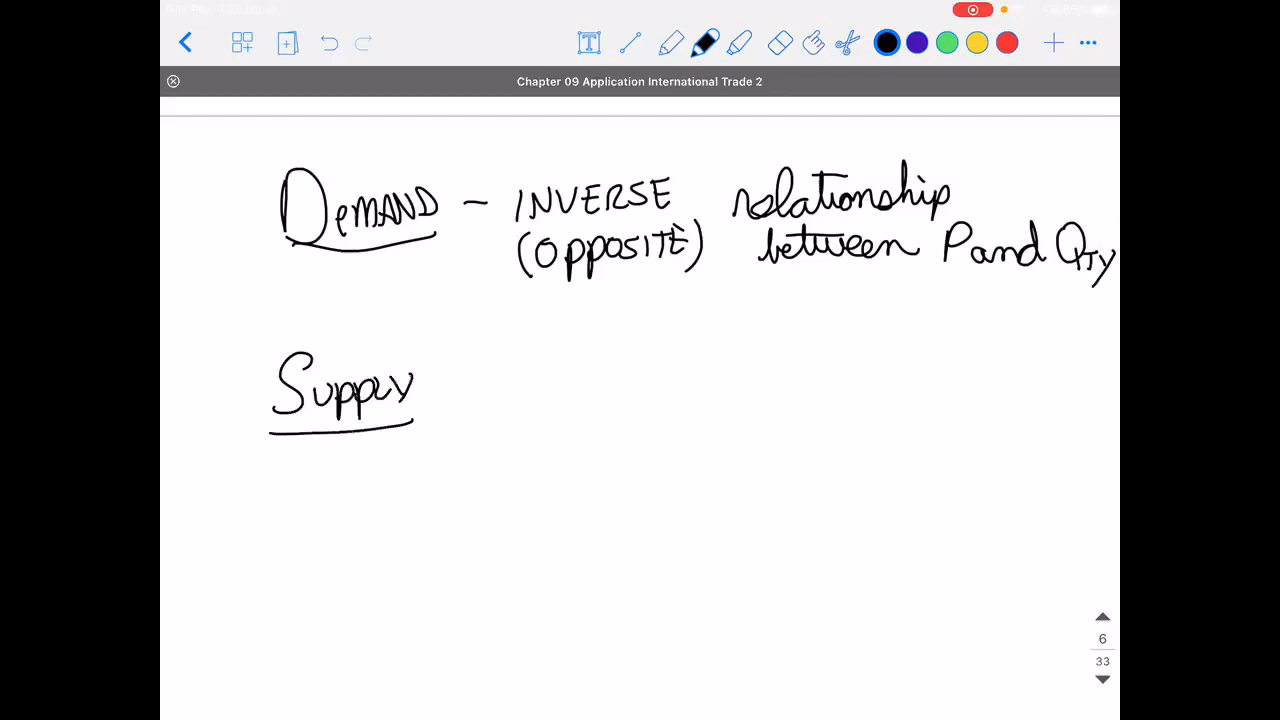 Chapter 09 Application International Trade 2
DEMAND - INVERSE relationship
(OPPOSITE) between P and QTY
SUPPLY
6
33